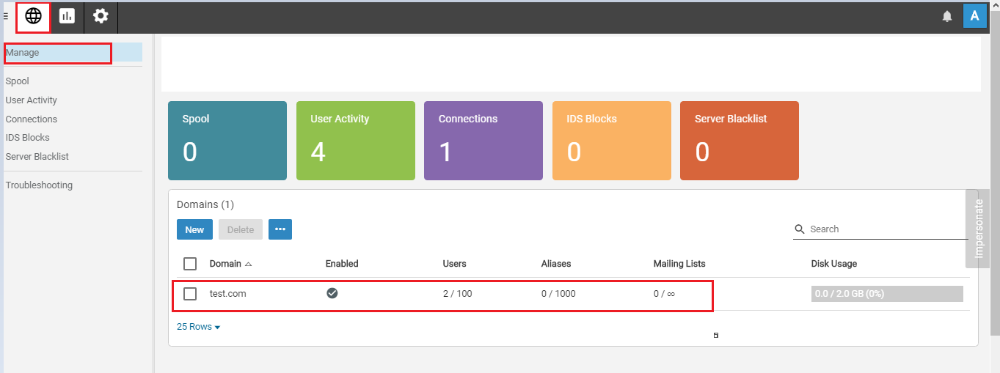 A
Manage
Spool
User Activity
Connections
IDS Blocks
Server Blacklist
Troubleshooting
Spool
0
User Activity
4
Connections
1
IDS Blocks
0
Server Blacklist
0
Domains (1)
New Delete •••
Search
Impersonate
Domain Enabled Users Aliases Mailing Lists Disk Usage
test.com 2 / 100 0 / 1000 0 / ∞ 0.0 / 2.0 GB (0%)
25 Rows